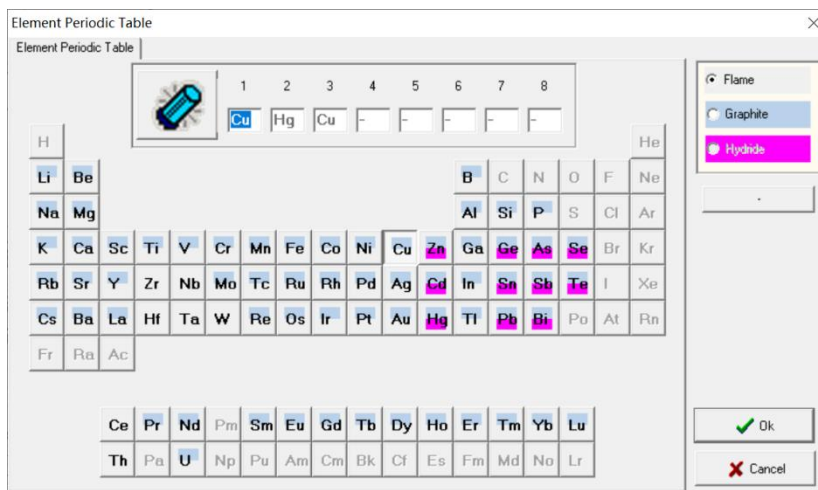 Element Periodic Table
Element Periodic Table
1 2 3 4 5 6 7 8
Cu Hg Cu - - - - -
Flame
Graphite
Hydride
.
H He
Li Be B C N O F Ne
Na Mg Al Si P S Cl Ar
K Ca Sc Ti V Cr Mn Fe Co Ni Cu Zn Ga Ge As Se Br Kr
Rb Sr Y Zr Nb Mo Tc Ru Rh Pd Ag Cd In Sn Sb Te I Xe
Cs Ba La Hf Ta W Re Os Ir Pt Au Hg Tl Pb Bi Po At Rn
Fr Ra Ac
Ce Pr Nd Pm Sm Eu Gd Tb Dy Ho Er Tm Yb Lu
Th Pa U Np Pu Am Cm Bk Cf Es Fm Md No Lr
Ok
Cancel